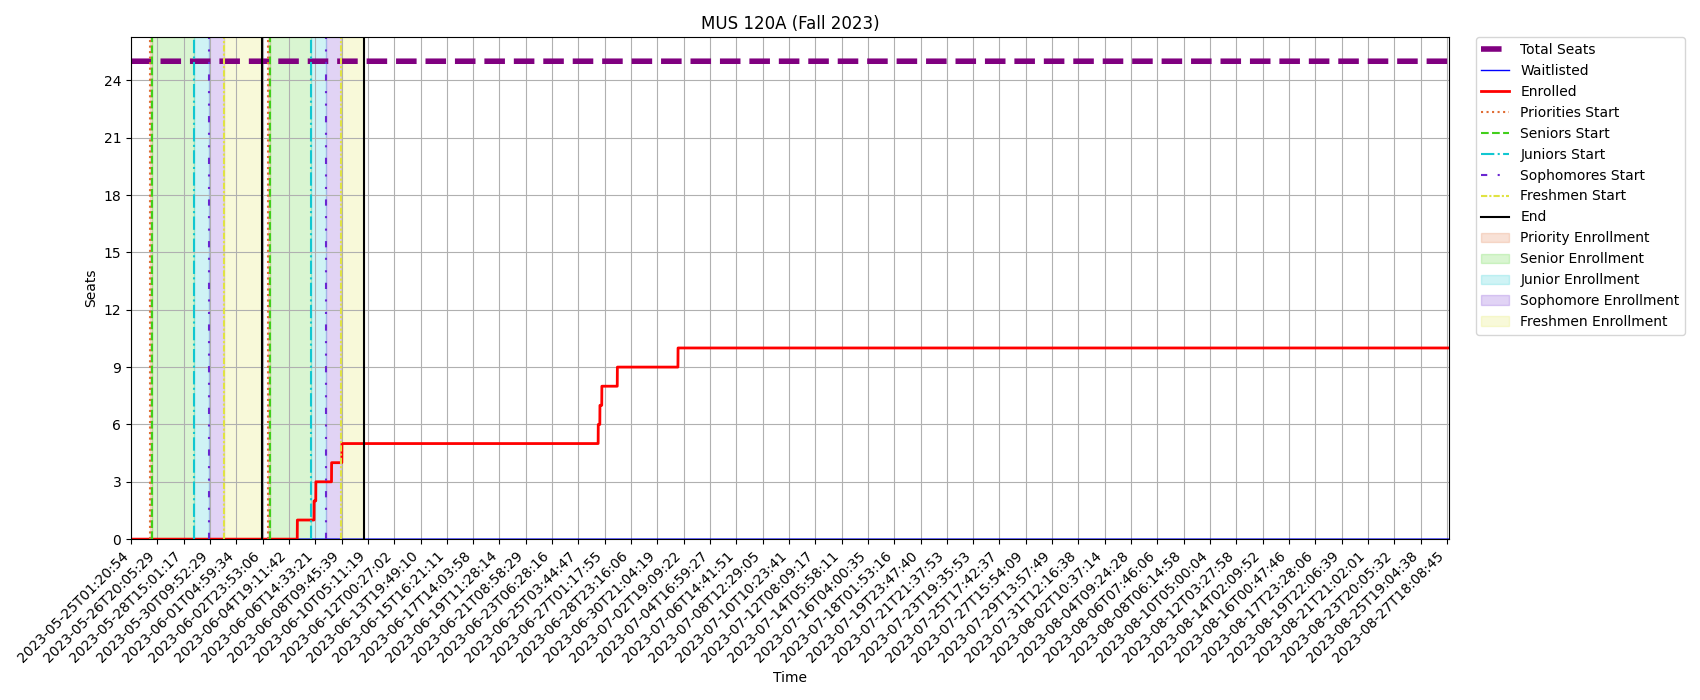 MUS 120A (Fall 2023)
Seats
24
21
18
15
12
9
6
3
0
2023-05-25T01:20:54
2023-05-26T20:05:29
2023-05-28T15:01:17
2023-05-30T09:52:29
2023-06-01T04:59:34
2023-06-02T23:53:06
2023-06-04T19:11:42
2023-06-06T14:33:21
2023-06-08T09:45:39
2023-06-10T05:11:19
2023-06-12T00:27:02
2023-06-13T19:49:10
2023-06-15T16:21:11
2023-06-17T14:03:58
2023-06-19T11:28:14
2023-06-21T08:58:29
2023-06-23T06:28:16
2023-06-25T03:44:47
2023-06-27T01:17:55
2023-06-28T23:16:06
2023-06-30T21:04:19
2023-07-02T19:09:22
2023-07-04T16:59:27
2023-07-06T14:41:51
2023-07-08T12:29:05
2023-07-10T10:23:41
2023-07-12T08:09:17
2023-07-14T05:58:11
2023-07-16T04:00:35
2023-07-18T01:53:16
2023-07-19T23:47:40
2023-07-21T21:37:53
2023-07-23T19:35:53
2023-07-25T17:42:37
2023-07-27T15:54:09
2023-07-29T13:57:49
2023-07-31T12:16:38
2023-08-02T10:37:14
2023-08-04T09:24:28
2023-08-06T07:46:06
2023-08-08T06:14:58
2023-08-10T05:00:04
2023-08-12T03:27:58
2023-08-14T02:09:52
2023-08-16T00:47:46
2023-08-17T23:28:06
2023-08-19T22:06:39
2023-08-21T21:02:01
2023-08-23T20:05:32
2023-08-25T19:04:38
2023-08-27T18:08:45
Time
Total Seats
Waitlisted
Enrolled
Priorities Start
Seniors Start
Juniors Start
Sophomores Start
Freshmen Start
End
Priority Enrollment
Senior Enrollment
Junior Enrollment
Sophomore Enrollment
Freshmen Enrollment